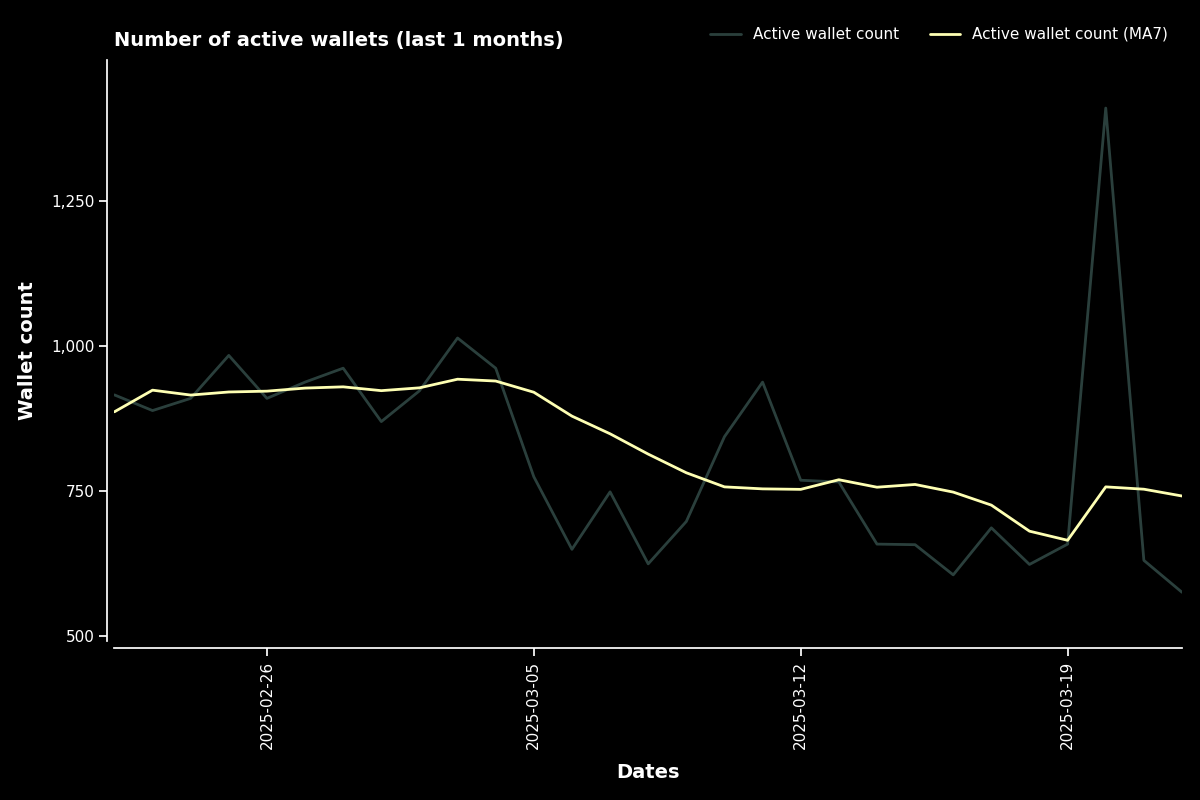 Number of active wallets (last 1 months)
Active wallet count
Active wallet count (MA7)
Wallet count
1,250
1,000
750
500
2025-02-26
2025-03-05
2025-03-12
2025-03-19
Dates